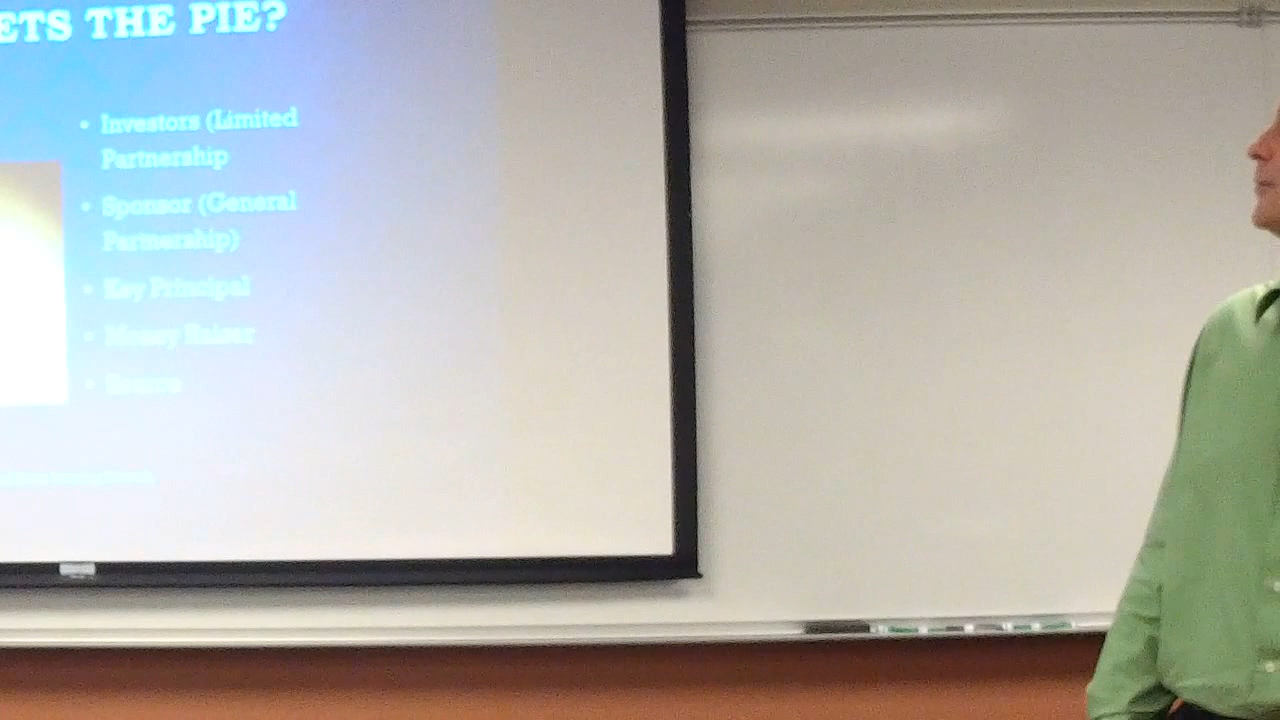 ETS THE PIE?
• Investors (Limited
Partnership
• Sponsor (General
Partnership)
• Key Principal
• Money Raiser